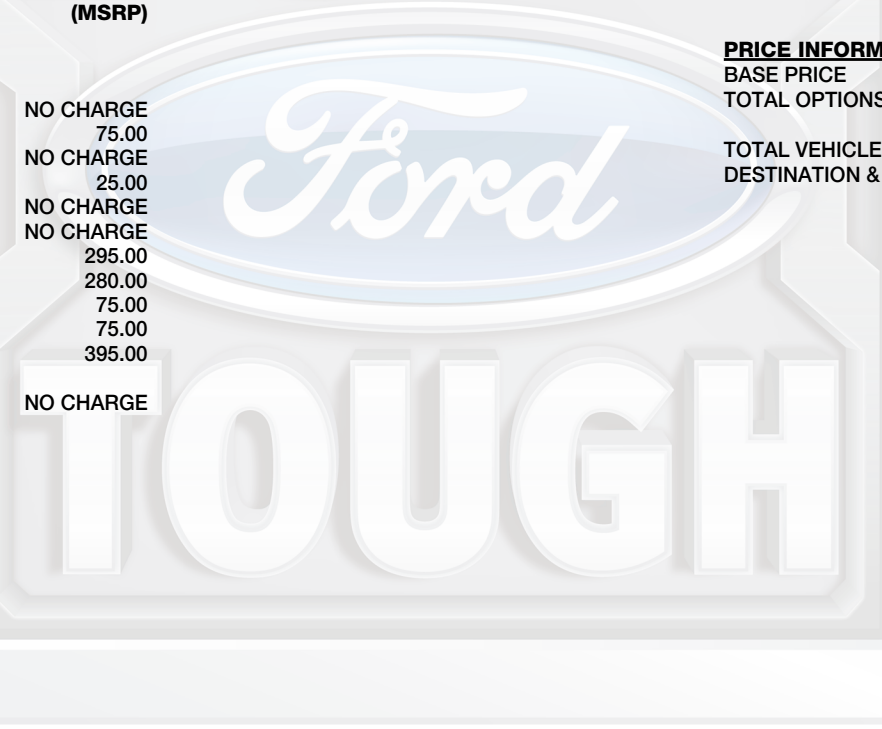 (MSRP)
NO CHARGE
75.00
NO CHARGE
25.00
NO CHARGE
NO CHARGE
295.00
280.00
75.00
75.00
395.00
NO CHARGE
PRICE INFORM
BASE PRICE
TOTAL OPTIONS
TOTAL VEHICLE
DESTINATION &
Ford
TOUGH